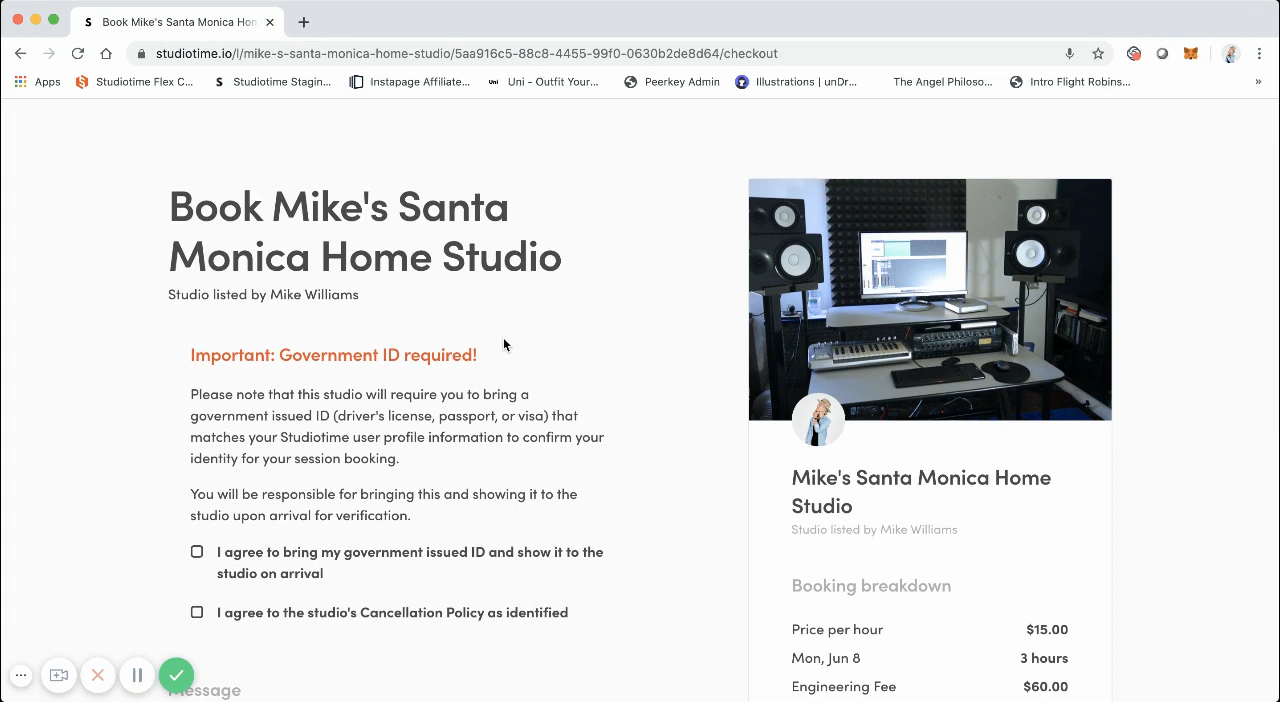 S Book Mike's Santa Monica Hom
studiotime.io/l/mike-s-santa-monica-home-studio/5aa916c5-88c8-4455-99f0-0630b2de8d64/checkout
Apps Studiotime Flex C... S Studiotime Stagin... Instapage Affiliate... Uni Uni - Outfit Your... Peerkey Admin Illustrations | unDr... The Angel Philoso... Intro Flight Robins... »
Book Mike's Santa
Monica Home Studio
Studio listed by Mike Williams
Important: Government ID required!
Please note that this studio will require you to bring a
government issued ID (driver's license, passport, or visa) that
matches your Studiotime user profile information to confirm your
identity for your session booking.
You will be responsible for bringing this and showing it to the
studio upon arrival for verification.
I agree to bring my government issued ID and show it to the
studio on arrival
I agree to the studio's Cancellation Policy as identified
Message
Mike's Santa Monica Home
Studio
Studio listed by Mike Williams
Booking breakdown
Price per hour $15.00
Mon, Jun 8 3 hours
Engineering Fee $60.00